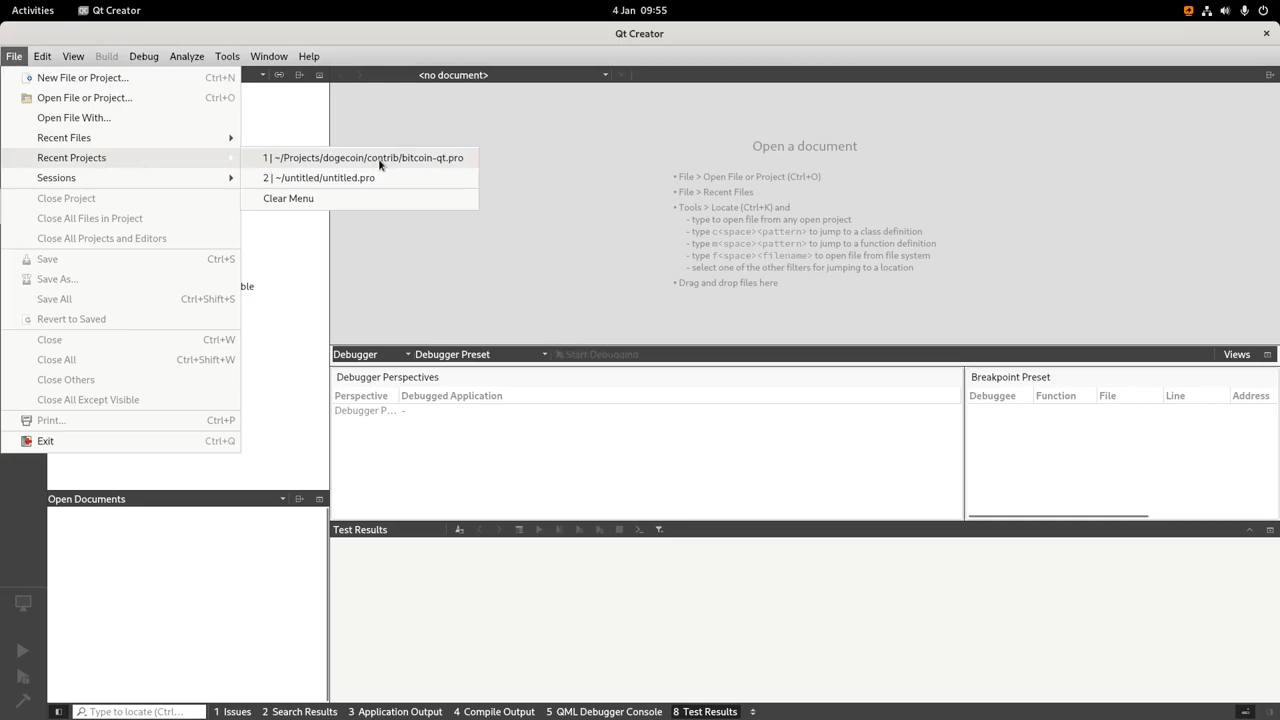 Activities
Qt Creator
4 Jan 09:55
Qt Creator
File Edit View Build Debug Analyze Tools Window Help
New File or Project... Ctrl+N
Open File or Project... Ctrl+O
Open File With...
Recent Files
Recent Projects
Sessions
Close Project
Close All Files in Project
Close All Projects and Editors
Save Ctrl+S
Save As...
Save All Ctrl+Shift+S
Revert to Saved
Close Ctrl+W
Close All Ctrl+Shift+W
Close Others
Close All Except Visible
Print... Ctrl+P
Exit Ctrl+Q
1 | ~/Projects/dogecoin/contrib/bitcoin-qt.pro
2 | ~/untitled/untitled.pro
Clear Menu
ble
<no document>
Open a document
• File > Open File or Project (Ctrl+O)
• File > Recent Files
• Tools > Locate (Ctrl+K) and
- type to open file from any open project
- type c<space><pattern> to jump to a class definition
- type m<space><pattern> to jump to a function definition
- type f<space><filename> to open file from file system
- select one of the other filters for jumping to a location
• Drag and drop files here
Debugger Debugger Preset Start Debugging Views
Debugger Perspectives
Perspective Debugged Application
Debugger P... -
Breakpoint Preset
Debuggee Function File Line Address
Open Documents
Test Results
Type to locate (Ctrl... 1 Issues 2 Search Results 3 Application Output 4 Compile Output 5 QML Debugger Console 8 Test Results